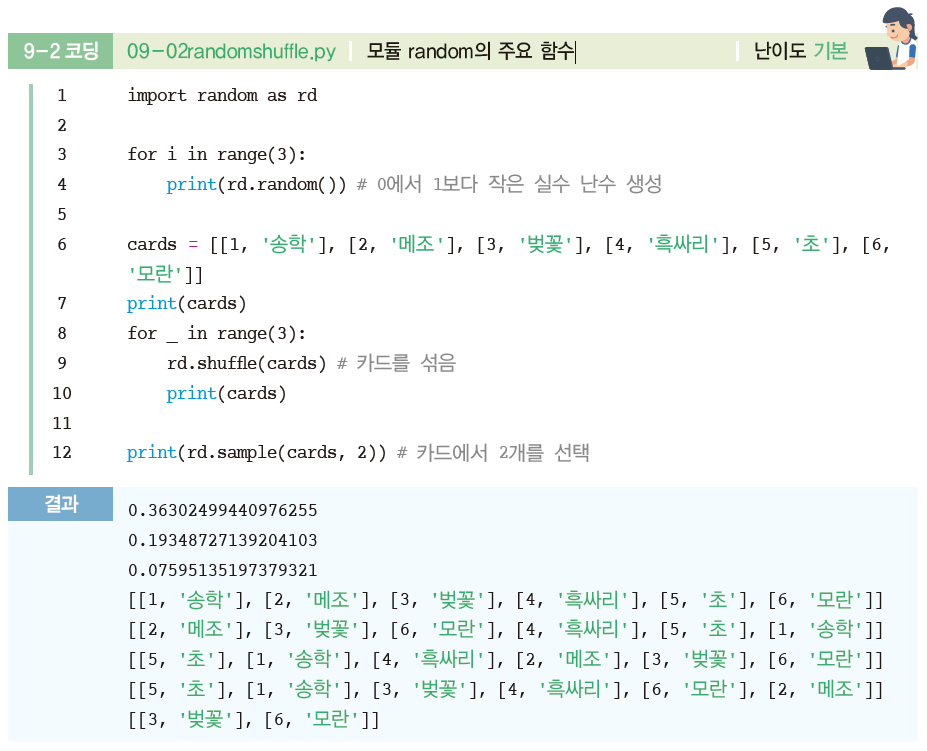 9-2 코딩 09-02randomshuffle.py 모듈 random의 주요 함수 난이도 기본
1 import random as rd
2
3 for i in range(3):
4     print(rd.random()) # 0에서 1보다 작은 실수 난수 생성
5
6 cards = [[1, '송학'], [2, '메조'], [3, '벚꽃'], [4, '흑싸리'], [5, '초'], [6,
'모란']]
7 print(cards)
8 for _ in range(3):
9     rd.shuffle(cards) # 카드를 섞음
10     print(cards)
11
12 print(rd.sample(cards, 2)) # 카드에서 2개를 선택
결과
0.36302499440976255
0.19348727139204103
0.07595135197379321
[[1, '송학'], [2, '메조'], [3, '벚꽃'], [4, '흑싸리'], [5, '초'], [6, '모란']]
[[2, '메조'], [3, '벚꽃'], [6, '모란'], [4, '흑싸리'], [5, '초'], [1, '송학']]
[[5, '초'], [1, '송학'], [4, '흑싸리'], [2, '메조'], [3, '벚꽃'], [6, '모란']]
[[5, '초'], [1, '송학'], [3, '벚꽃'], [4, '흑싸리'], [6, '모란'], [2, '메조']]
[[3, '벚꽃'], [6, '모란']]